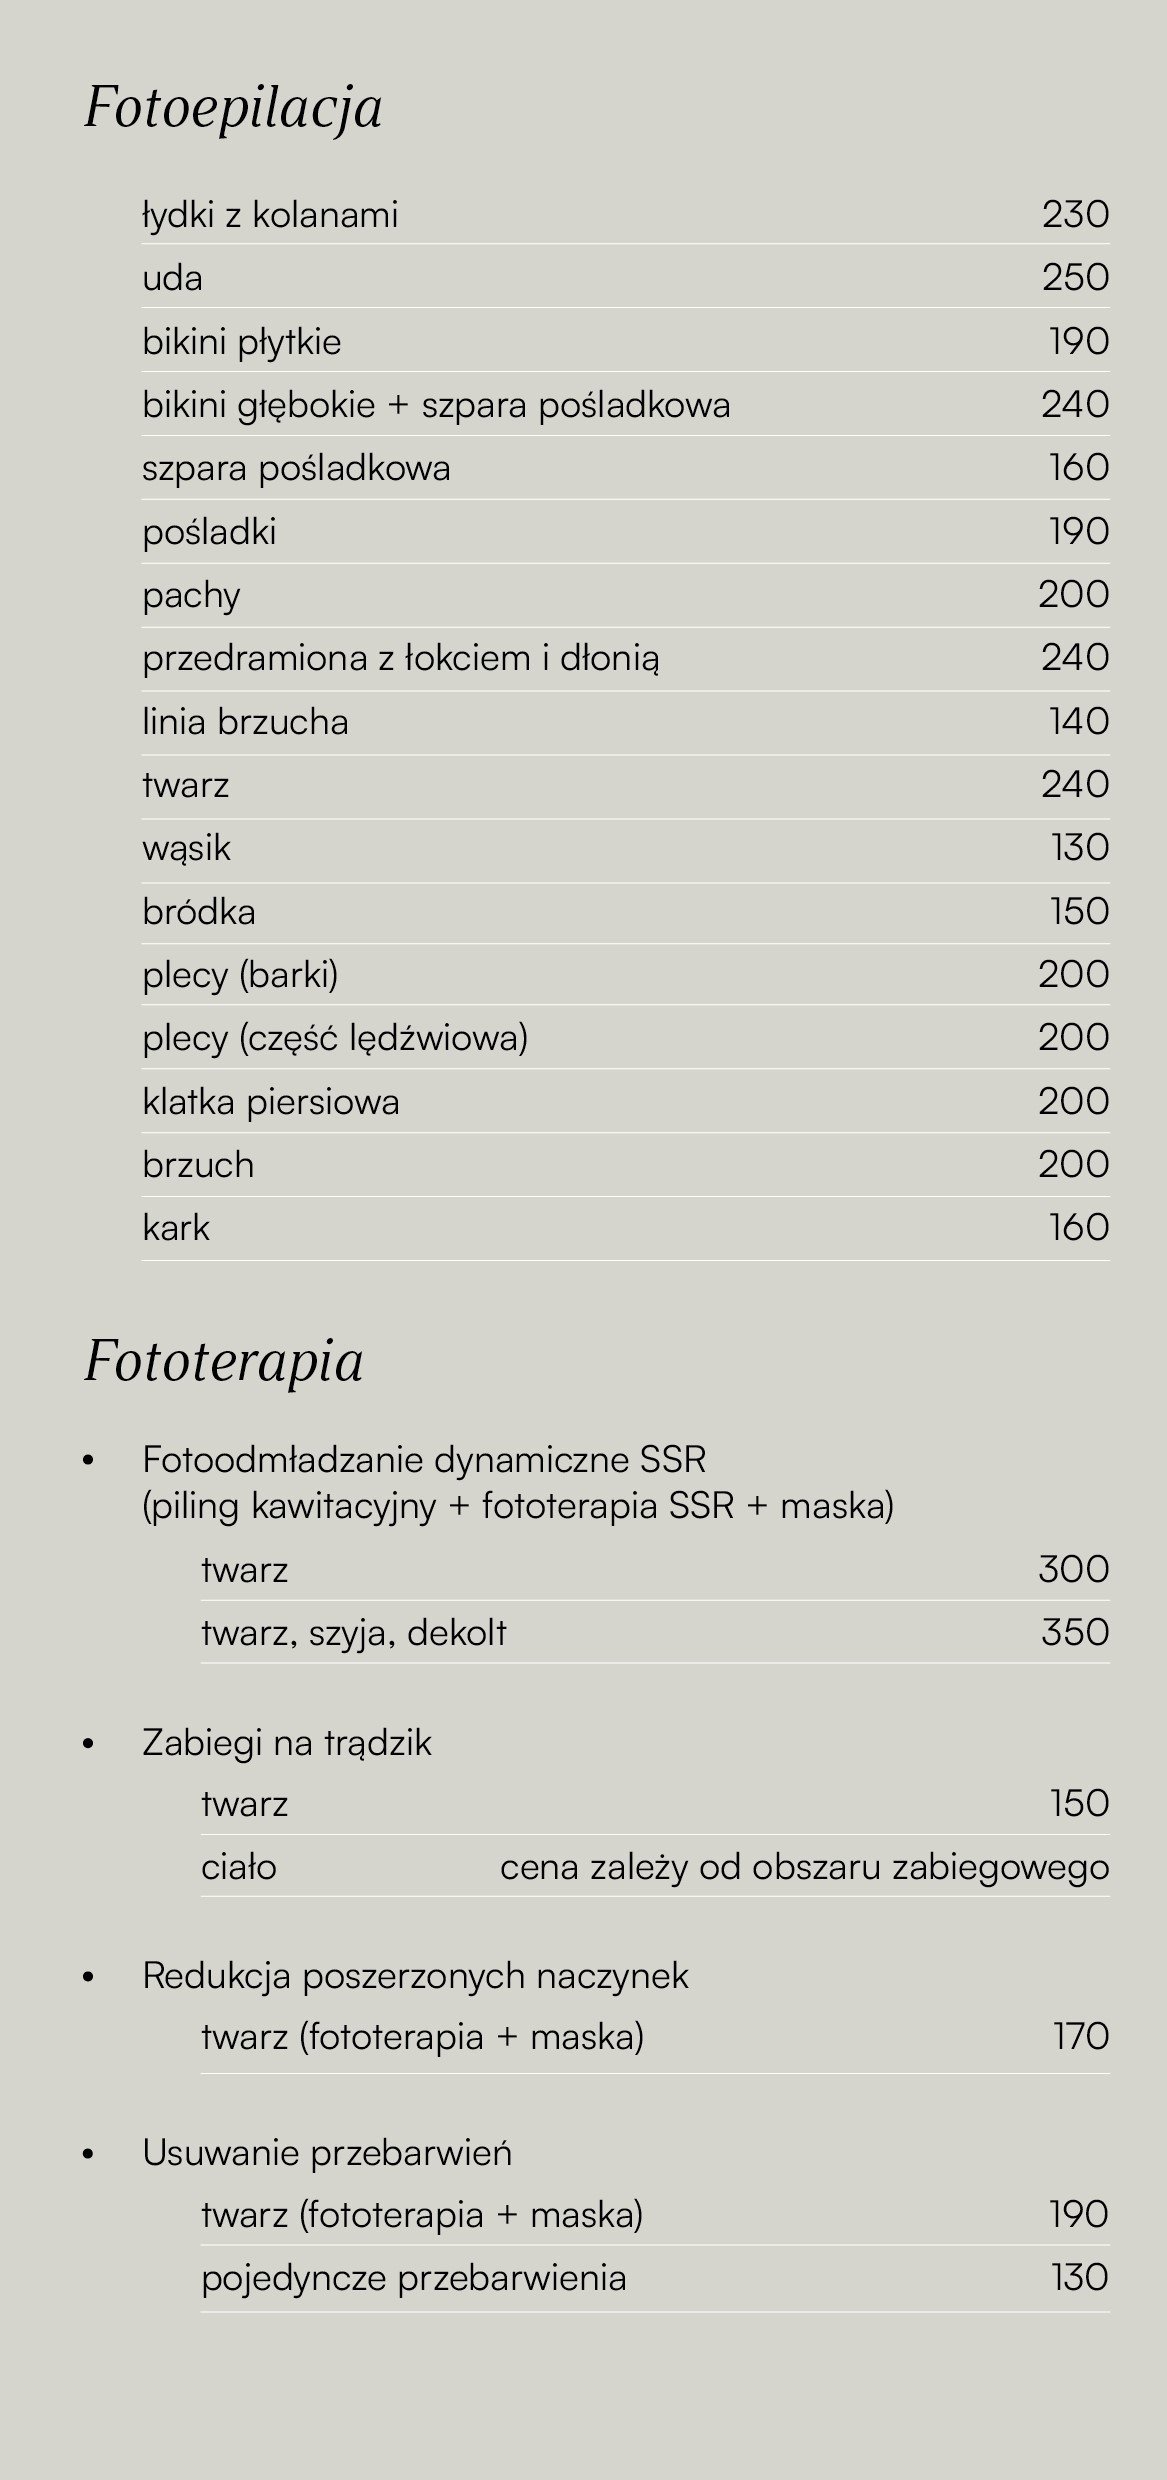 Fotoepilacja
łydki z kolanami 230
uda 250
bikini płytkie 190
bikini głębokie + szpara pośladkowa 240
szpara pośladkowa 160
pośladki 190
pachy 200
przedramiona z łokciem i dłonią 240
linia brzucha 140
twarz 240
wąsik 130
bródka 150
plecy (barki) 200
plecy (część lędźwiowa) 200
klatka piersiowa 200
brzuch 200
kark 160
Fototerapia
• Fotoodmładzanie dynamiczne SSR
(piling kawitacyjny + fototerapia SSR + maska)
twarz 300
twarz, szyja, dekolt 350
• Zabiegi na trądzik
twarz 150
ciało cena zależy od obszaru zabiegowego
• Redukcja poszerzonych naczynek
twarz (fototerapia + maska) 170
• Usuwanie przebarwień
twarz (fototerapia + maska) 190
pojedyncze przebarwienia 130